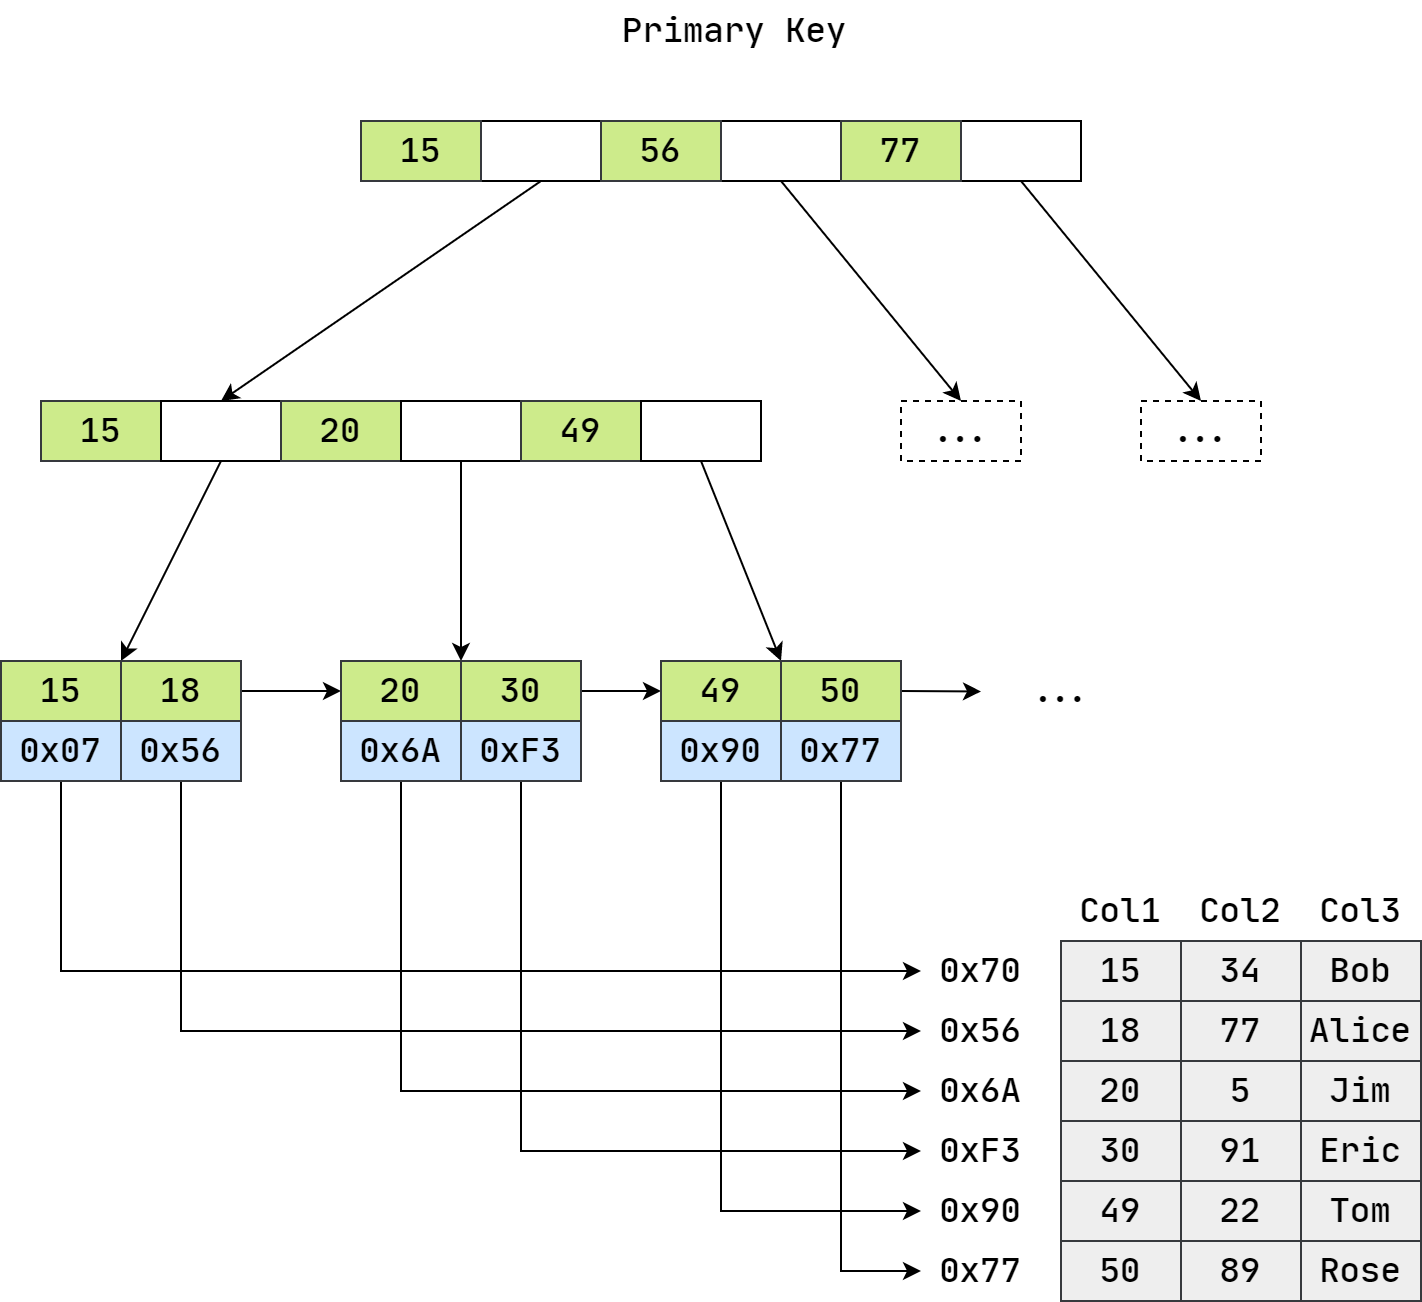 Primary Key
15 56 77
15 20 49 ... ...
15 18 20 30 49 50 ...
0x07 0x56 0x6A 0xF3 0x90 0x77
Col1 Col2 Col3
0x70 15 34 Bob
0x56 18 77 Alice
0x6A 20 5 Jim
0xF3 30 91 Eric
0x90 49 22 Tom
0x77 50 89 Rose